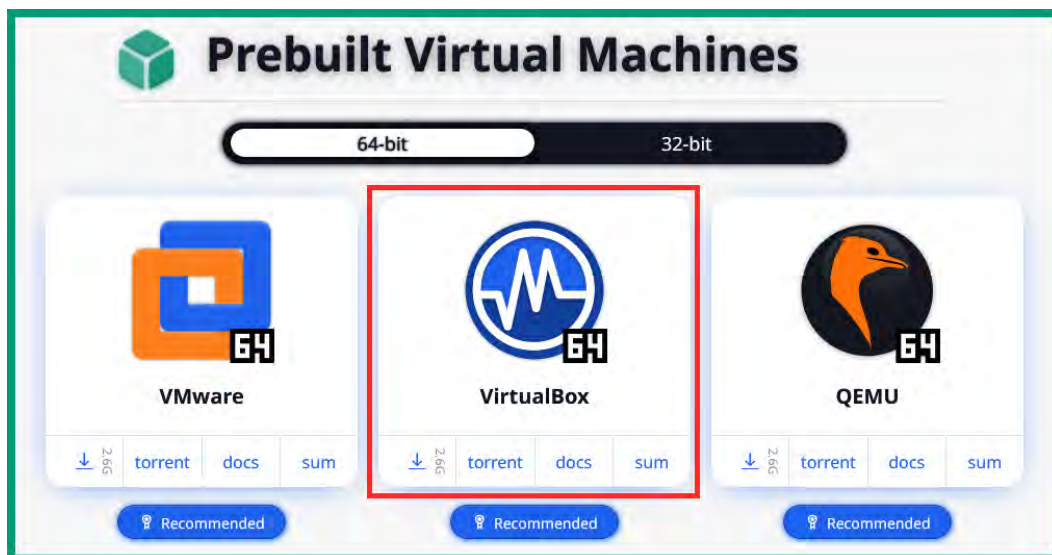 Prebuilt Virtual Machines
64-bit 32-bit
64 64 64
VMware VirtualBox QEMU
2.6G torrent docs sum 2.6G torrent docs sum 2.6G torrent docs sum
Recommended Recommended Recommended